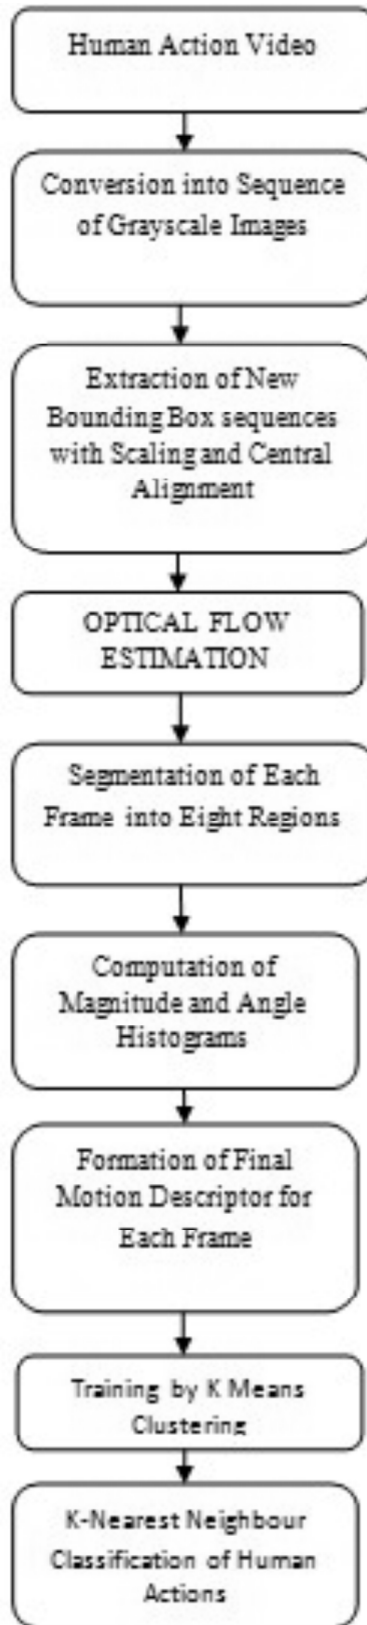 Human Action Video
Conversion into Sequence
of Grayscale Images
Extraction of New
Bounding Box sequences
with Scaling and Central
Alignment
OPTICAL FLOW
ESTIMATION
Segmentation of Each
Frame into Eight Regions
Computation of
Magnitude and Angle
Histograms
Formation of Final
Motion Descriptor for
Each Frame
Training by K Means
Clustering
K-Nearest Neighbour
Classification of Human
Actions